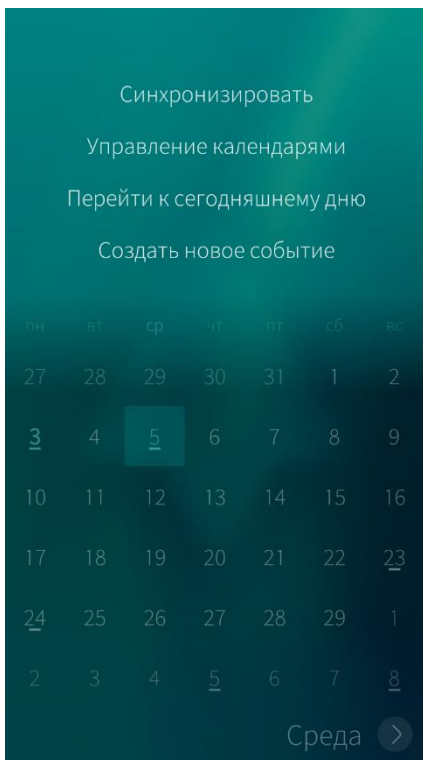 Синхронизировать
Управление календарями
Перейти к сегодняшнему дню
Создать новое событие
пн вт ср чт пт сб вс
27 28 29 30 31 1 2
3 4 5 6 7 8 9
10 11 12 13 14 15 16
17 18 19 20 21 22 23
24 25 26 27 28 29 1
2 3 4 5 6 7 8
Среда